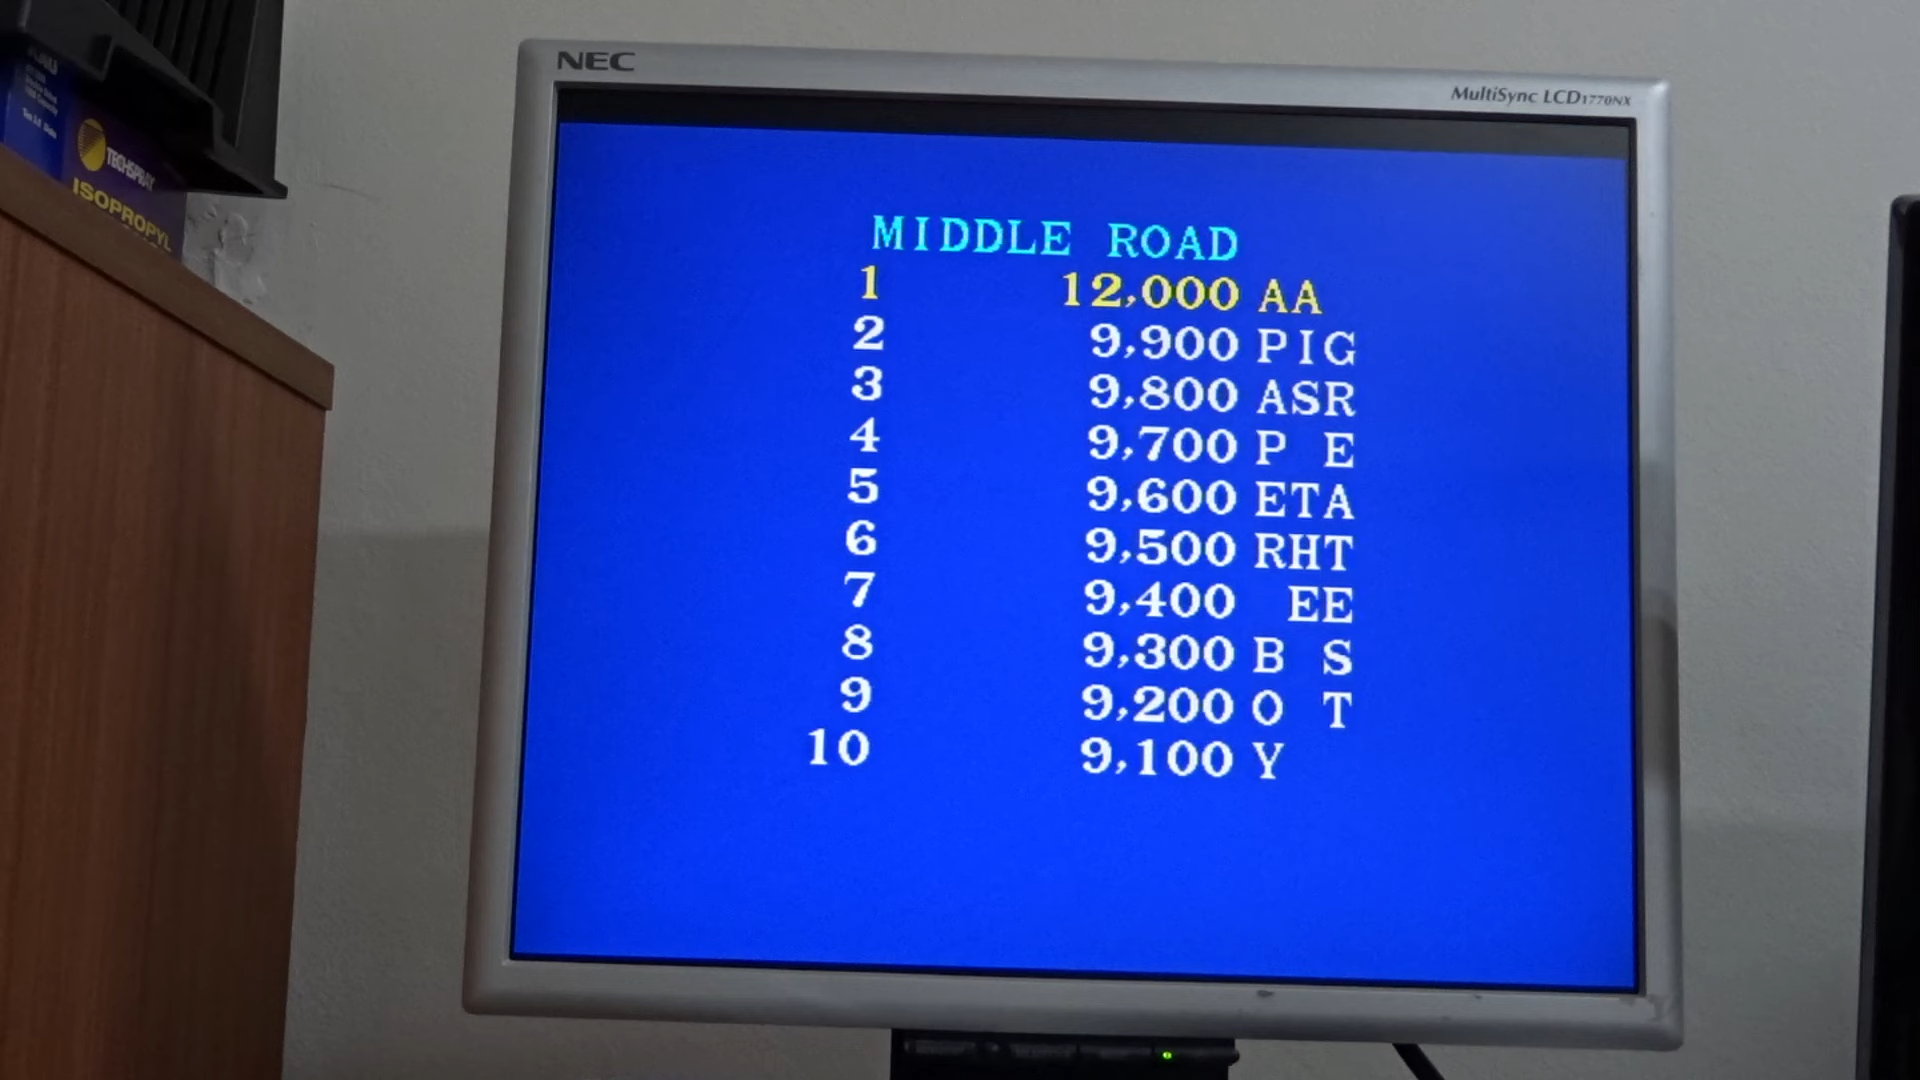 NEC
MultiSync LCD1770NX
TECHSPRAY
ISOPROPYL
MIDDLE ROAD
1 12,000 AA
2 9,900 PIG
3 9,800 ASR
4 9,700 P E
5 9,600 ETA
6 9,500 RHT
7 9,400 EE
8 9,300 B S
9 9,200 O T
10 9,100 Y